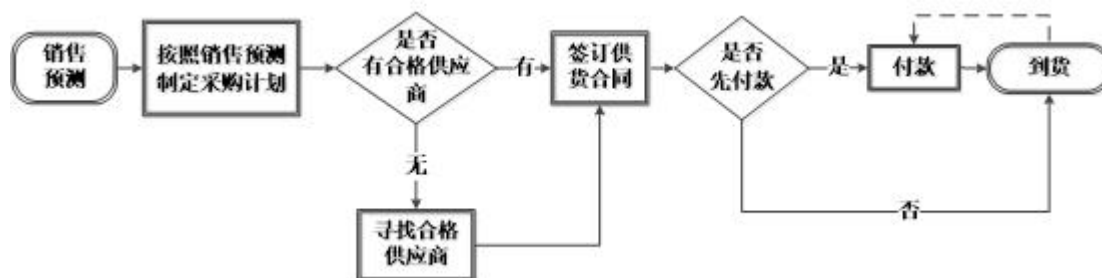 销售
预测
按照销售预测
制定采购计划
是否
有合格供应
商
有
无
寻找合格
供应商
签订供
货合同
是否
先付款
是
否
付款
到货